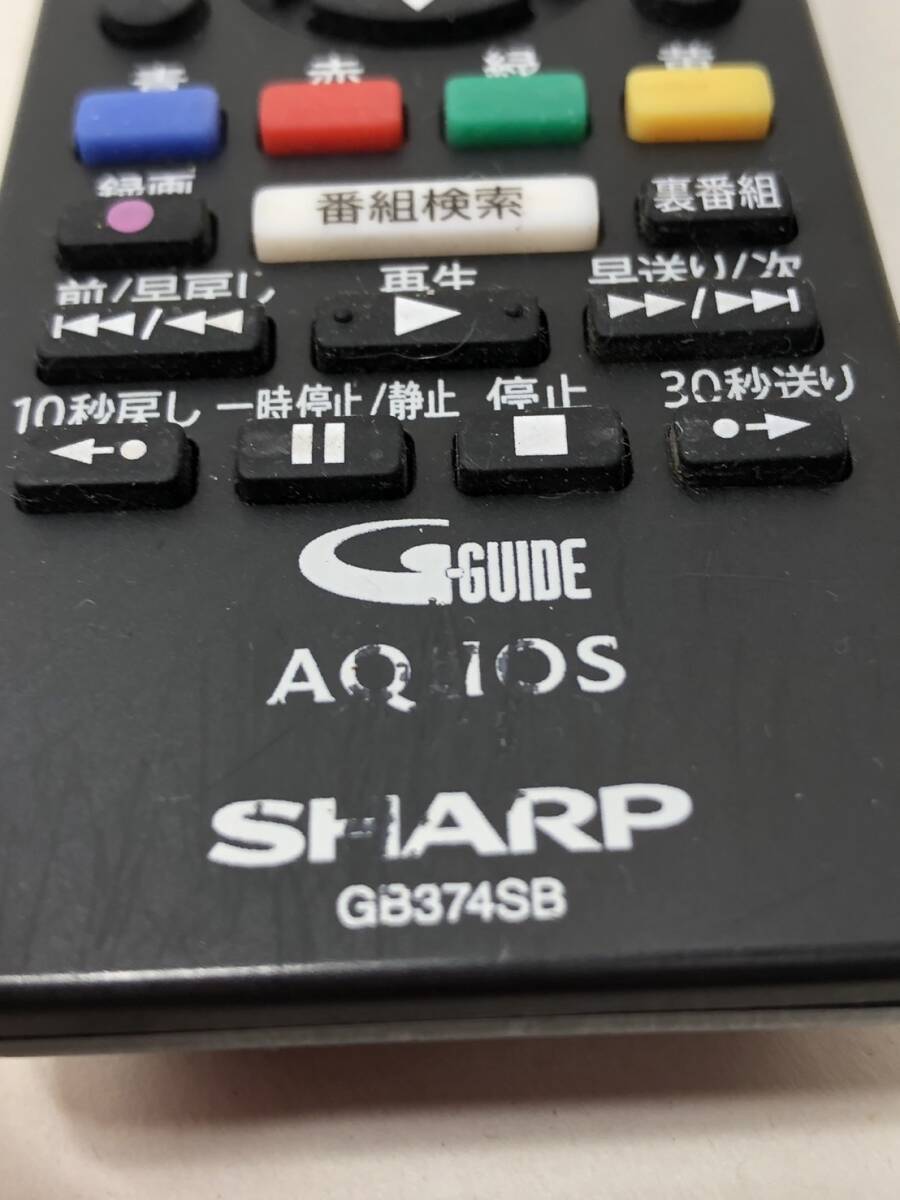 青 赤 緑 黄
録画 番組検索 裏番組
前/早戻し 再生 早送り/次
10秒戻し 一時停止/静止 停止 30秒送り
G-GUIDE
AQUOS
SHARP
GB374SB